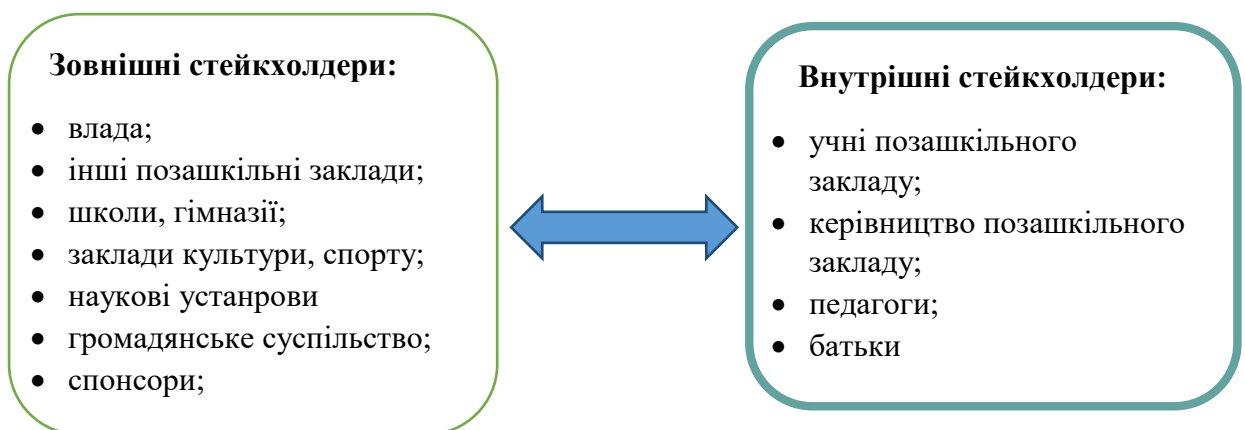 Зовнішні стейкхолдери:
• влада;
• інші позашкільні заклади;
• школи, гімназії;
• заклади культури, спорту;
• наукові устанрови
• громадянське суспільство;
• спонсори;
Внутрішні стейкхолдери:
• учні позашкільного
закладу;
• керівництво позашкільного
закладу;
• педагоги;
• батьки